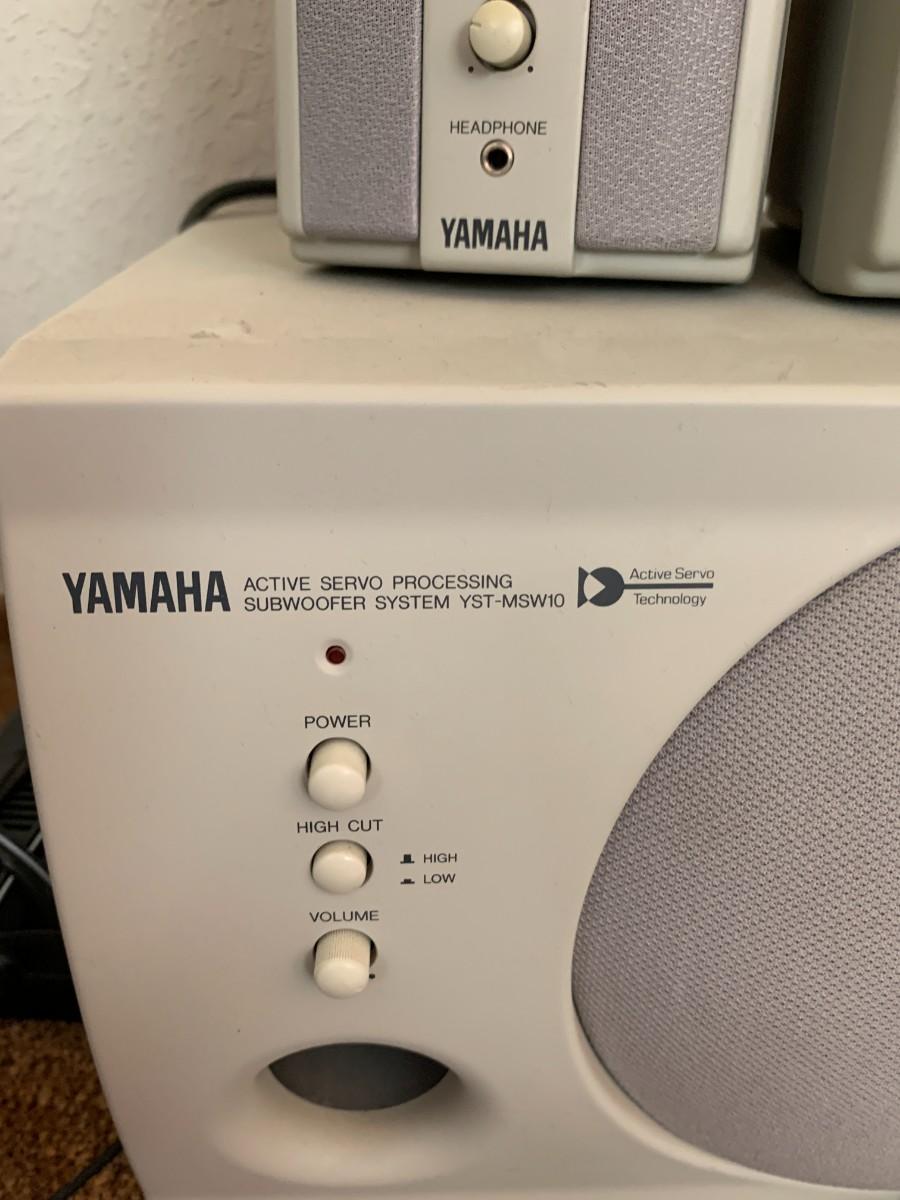 HEADPHONE
YAMAHA
YAMAHA ACTIVE SERVO PROCESSING
SUBWOOFER SYSTEM YST-MSW10
Active Servo
Technology
POWER
HIGH CUT
HIGH
LOW
VOLUME